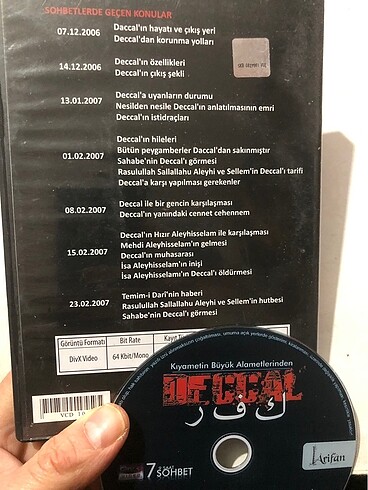 SOHBETLERDE GEÇEN KONULAR
07.12.2006 Daccal'ın hayatı ve çıkış yeri
Deccal'dan korunma yolları
14.12.2006 Deccal'ın özellikleri
Deccal'ın çıkış şekli
13.01.2007 Deccal'a uyanların durumu
Nesilden nesile Deccal'ın anlatılmasının emri
Deccal'ın istidraçları
01.02.2007 Deccal'ın hileleri
Bütün peygamberler Daccal'dan sakınmıştır
Sahabe'nin Deccal'ı görmesi
Rasulullah Sallallahu Aleyhi ve Sellem'in Deccal'ı tarifi
Deccal'a karşı yapılması gerekenler
08.02.2007 Deccal ile bir gencin karşılaşması
Deccal'ın yanındaki cennet cehennem
15.02.2007 Deccal'ın Hızır Aleyhisselam ile karşılaşması
Mehdi Aleyhisselam'ın gelmesi
Deccal'ın muhasarası
İsa Aleyhisselam'ın inişi
İsa Aleyhisselamı'ın Deccal'ı öldürmesi
23.02.2007 Temim-i Dari'nin haberi
Rasulullah Sallallahu Aleyhi ve Sellem'in hutbesi
Sahabe'nin Deccal'ı görmesi
Görüntü Formatı Bit Rate
DivX Video 64 Kbit/Mono
VCD 10
Kıyametin Büyük Alametlerinden
DECCAL
ك ف ر
7 SOHBET
Arifan